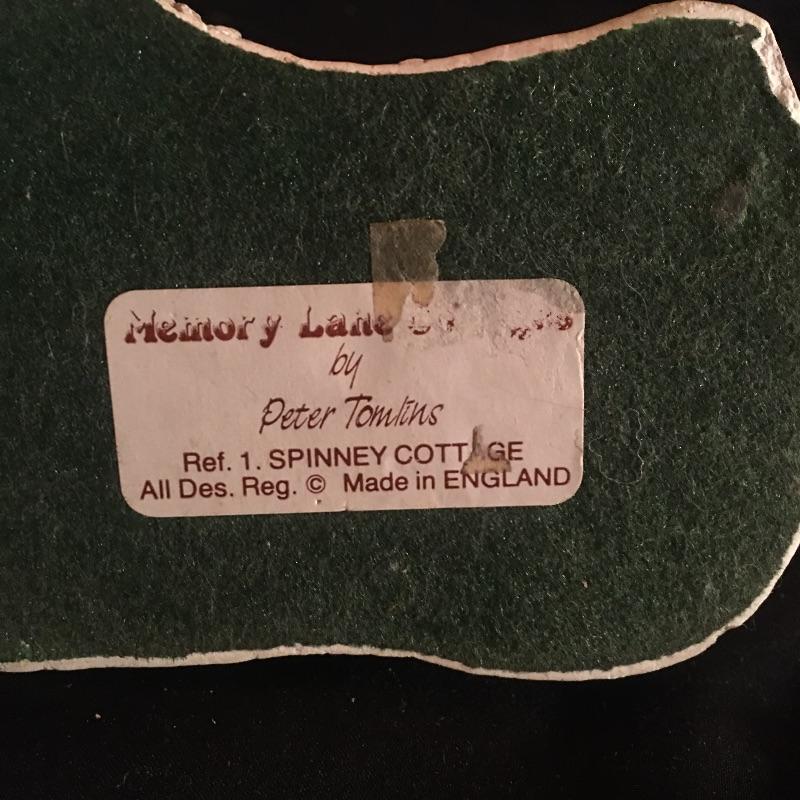 Memory Lane
by
Peter Tomlins
Ref. 1. SPINNEY COTTAGE
All Des. Reg. © Made in ENGLAND